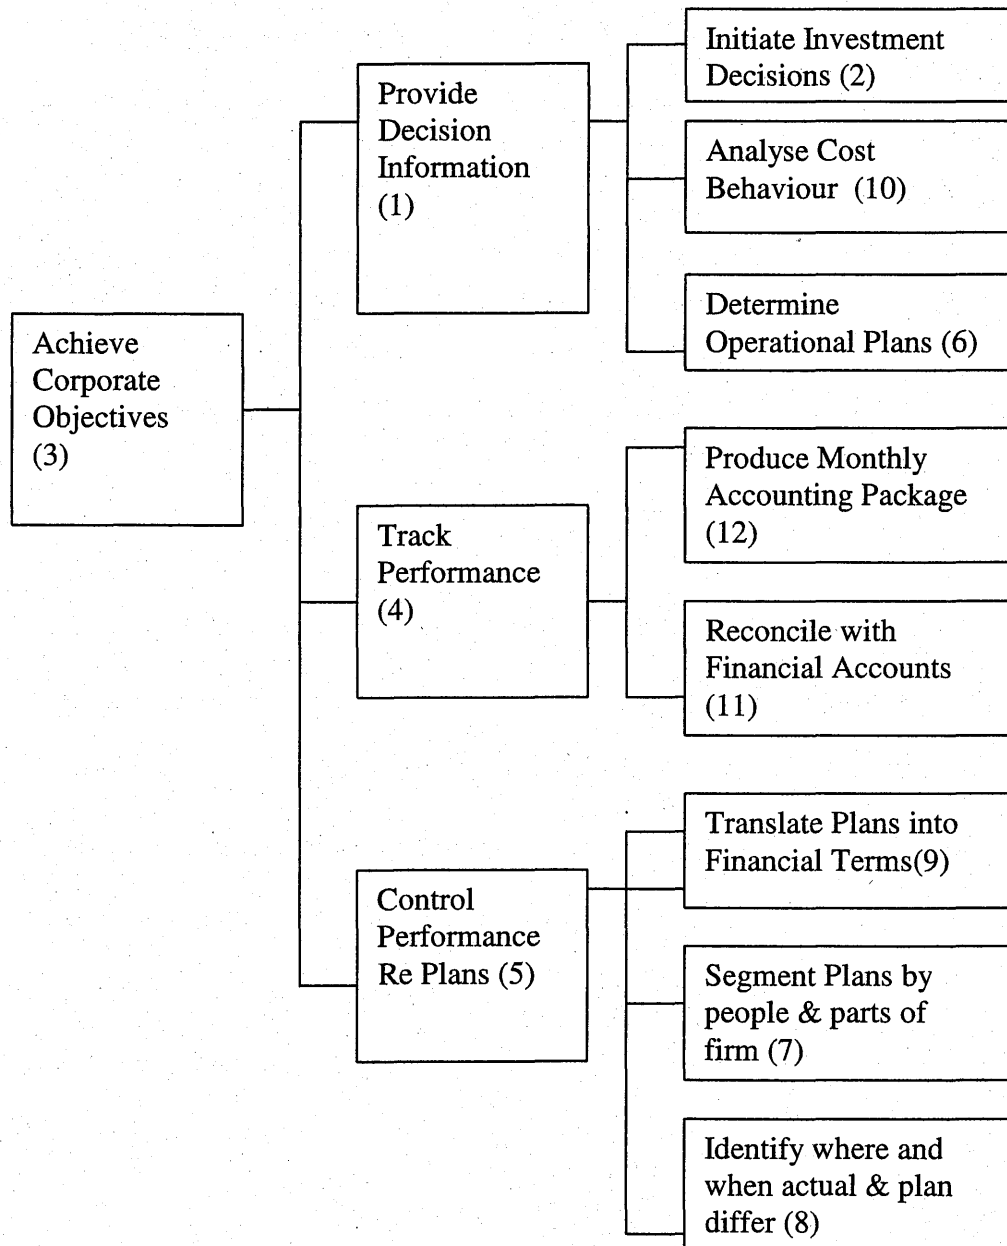 Initiate Investment
Decisions (2)
Provide
Decision
Information
(1)
Analyse Cost
Behaviour (10)
Determine
Operational Plans (6)
Achieve
Corporate
Objectives
(3)
Produce Monthly
Accounting Package
(12)
Track
Performance
(4)
Reconcile with
Financial Accounts
(11)
Translate Plans into
Financial Terms(9)
Control
Performance
Re Plans (5)
Segment Plans by
people & parts of
firm (7)
Identify where and
when actual & plan
differ (8)